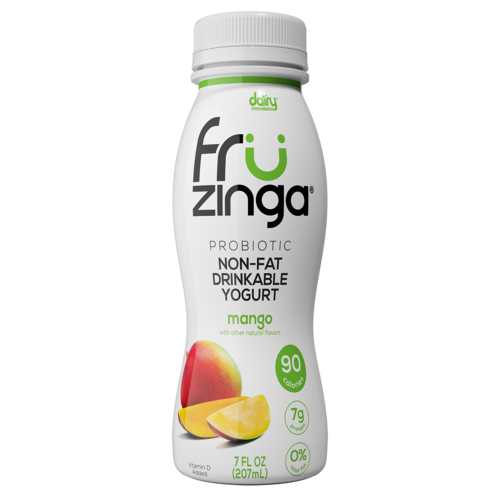 dairy
frü
zinga®
PROBIOTIC
NON-FAT
DRINKABLE
YOGURT
mango
with other natural flavors
90
calories
7g
protein
0%
Vitamin D
Added
7 FL OZ
(207mL)